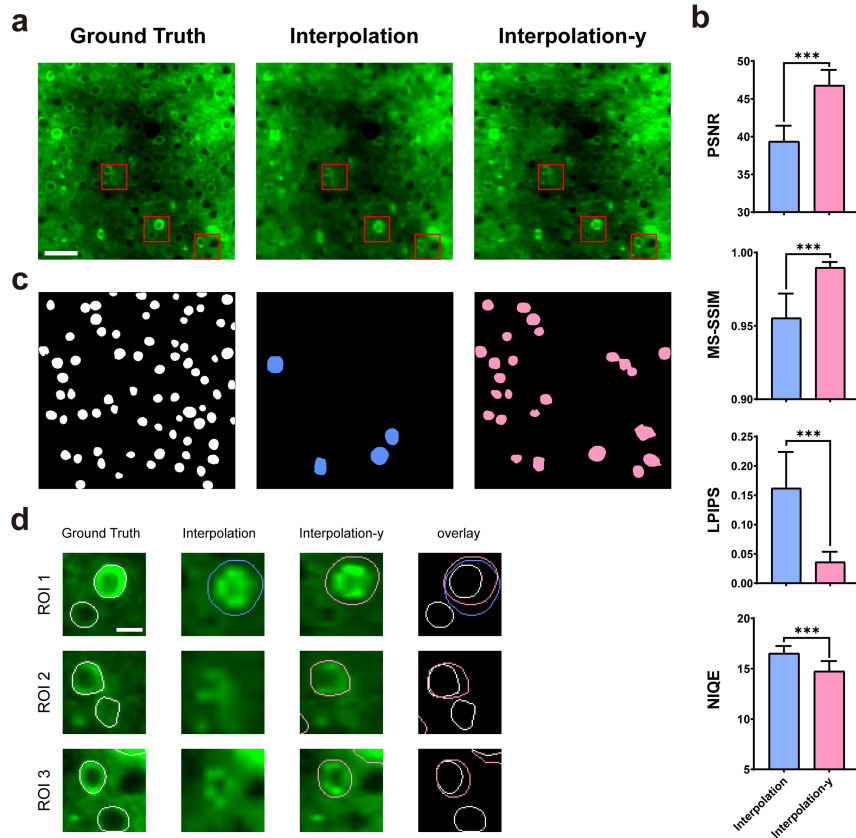 a
Ground Truth
Interpolation
Interpolation-y
b
PSNR
50
45
40
35
30
***
MS-SSIM
1.00
0.95
0.90
***
LPIPS
0.25
0.20
0.15
0.10
0.05
0.00
***
NIQE
20
15
10
5
***
Interpolation
Interpolation-y
c
d
Ground Truth
Interpolation
Interpolation-y
overlay
ROI 1
ROI 2
ROI 3